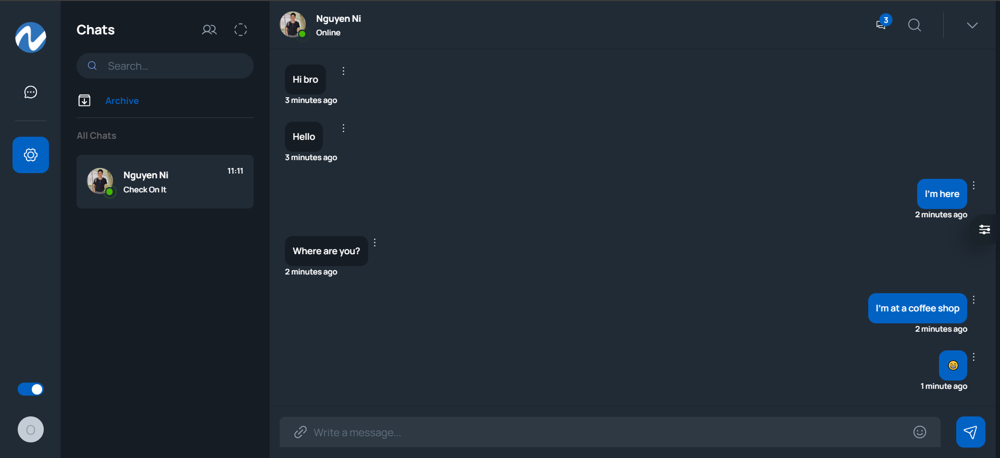 Chats
Search...
Archive
All Chats
Nguyen Ni
11:11
Check On It
O
Nguyen Ni
Online
3
Hi bro
3 minutes ago
Hello
3 minutes ago
I'm here
2 minutes ago
Where are you?
2 minutes ago
I'm at a coffee shop
2 minutes ago
😁
1 minute ago
Write a message...